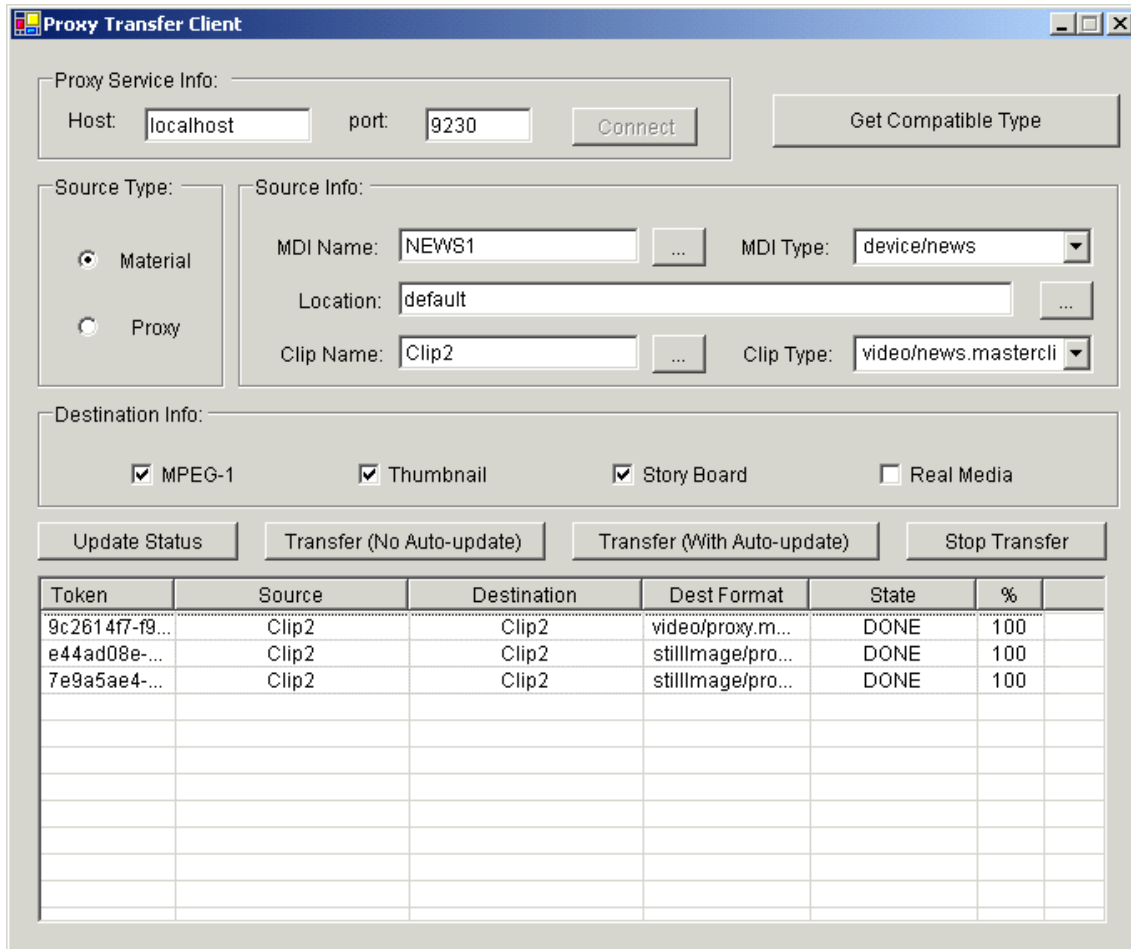 Proxy Transfer Client
Proxy Service Info:
Host: localhost port: 9230 Connect
Get Compatible Type
Source Type:
Material
Proxy
Source Info:
MDI Name: NEWS1 ... MDI Type: device/news
Location: default ...
Clip Name: Clip2 ... Clip Type: video/news.mastercli
Destination Info:
MPEG-1 Thumbnail Story Board Real Media
Update Status Transfer (No Auto-update) Transfer (With Auto-update) Stop Transfer
Token Source Destination Dest Format State %
9c2614f7-f9... Clip2 Clip2 video/proxy.m... DONE 100
e44ad08e-... Clip2 Clip2 stillImage/pro... DONE 100
7e9a5ae4-... Clip2 Clip2 stillImage/pro... DONE 100